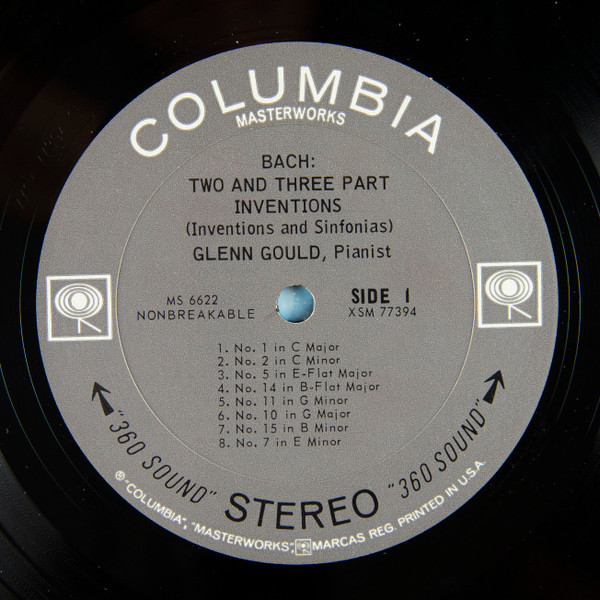 COLUMBIA
MASTERWORKS
BACH:
TWO AND THREE PART
INVENTIONS
(Inventions and Sinfonias)
GLENN GOULD, Pianist
MS 6622
NONBREAKABLE
SIDE 1
XSM 77394
1. No. 1 in C Major
2. No. 2 in C Minor
3. No. 5 in E-Flat Major
4. No. 14 in B-Flat Major
5. No. 11 in G Minor
6. No. 10 in G Major
7. No. 15 in B Minor
8. No. 7 in E Minor
"360 SOUND" STEREO "360 SOUND"
® "COLUMBIA", "MASTERWORKS", MARCAS REG. PRINTED IN U.S.A.